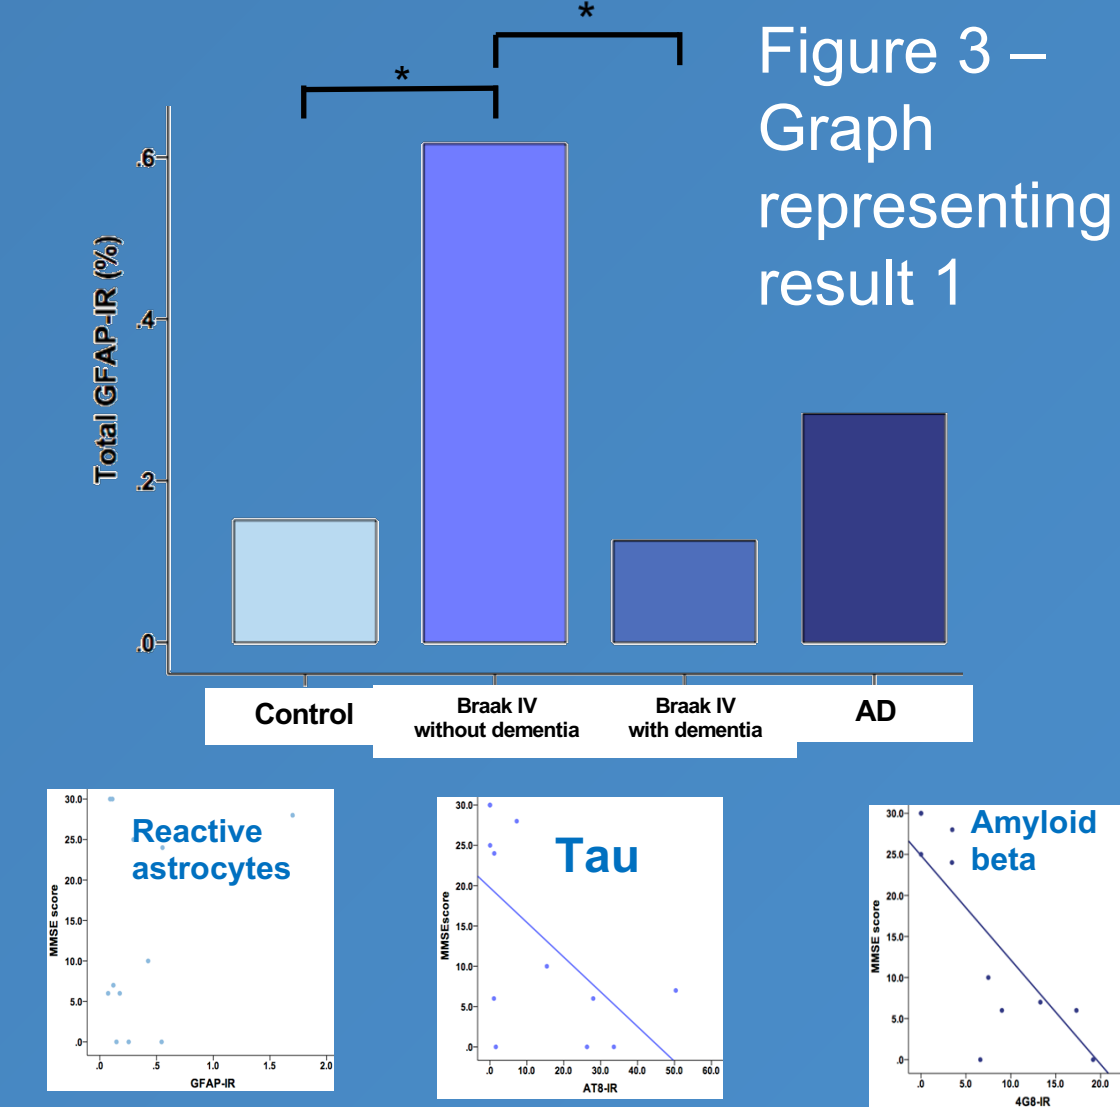 *
*
Figure 3 –
Graph
representing
result 1
Total GFAP-IR (%)
.6
.4
.2
.0
Control
Braak IV
without dementia
Braak IV
with dementia
AD
Reactive
astrocytes
MMSE score
30.0
25.0
20.0
15.0
10.0
5.0
.0
.0 .5 1.0 1.5 2.0
GFAP-IR
Tau
MMSEscore
30.0
25.0
20.0
15.0
10.0
5.0
.0
.0 10.0 20.0 30.0 40.0 50.0 60.0
AT8-IR
Amyloid
beta
MMSE score
30.0
25.0
20.0
15.0
10.0
5.0
.0
.0 5.0 10.0 15.0 20.0
4G8-IR